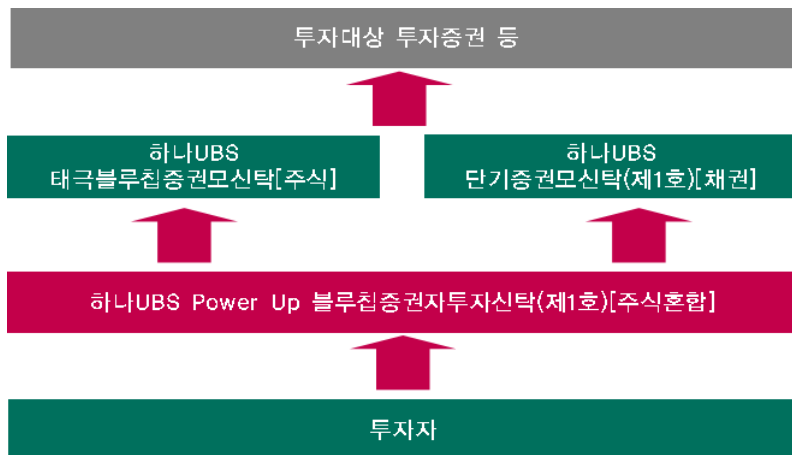 투자대상 투자증권 등
하나UBS
태극블루칩증권모신탁[주식]
하나UBS
단기증권모신탁(제1호)[채권]
하나UBS Power Up 블루칩증권자투자신탁(제1호)[주식혼합]
투자자